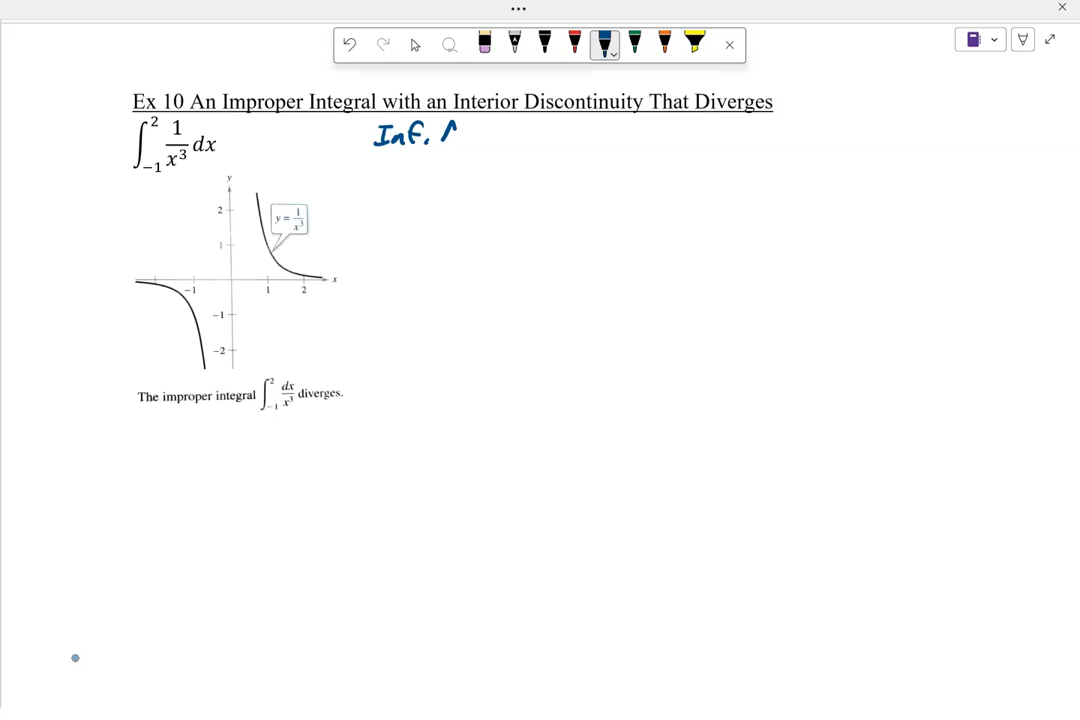 Ex 10 An Improper Integral with an Interior Discontinuity That Diverges
∫_{-1}^{2} 1/x³ dx
Inf.
y
2
y = 1/x³
1
x
-1 1 2
-1
-2
The improper integral ∫_{-1}^{2} dx/x³ diverges.